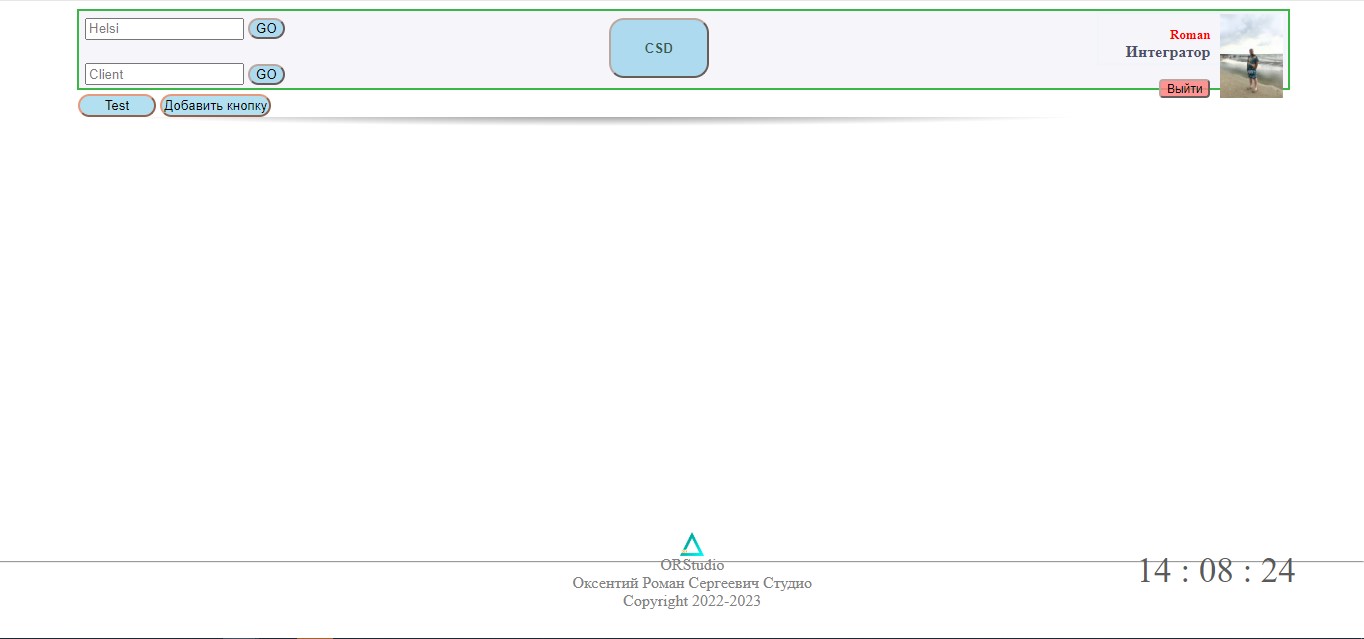 Helsi GO
CSD
Roman
Интегратор
Client GO
Выйти
Test Добавить кнопку
ORStudio
Оксентий Роман Сергеевич Студио
Copyright 2022-2023
14 : 08 : 24